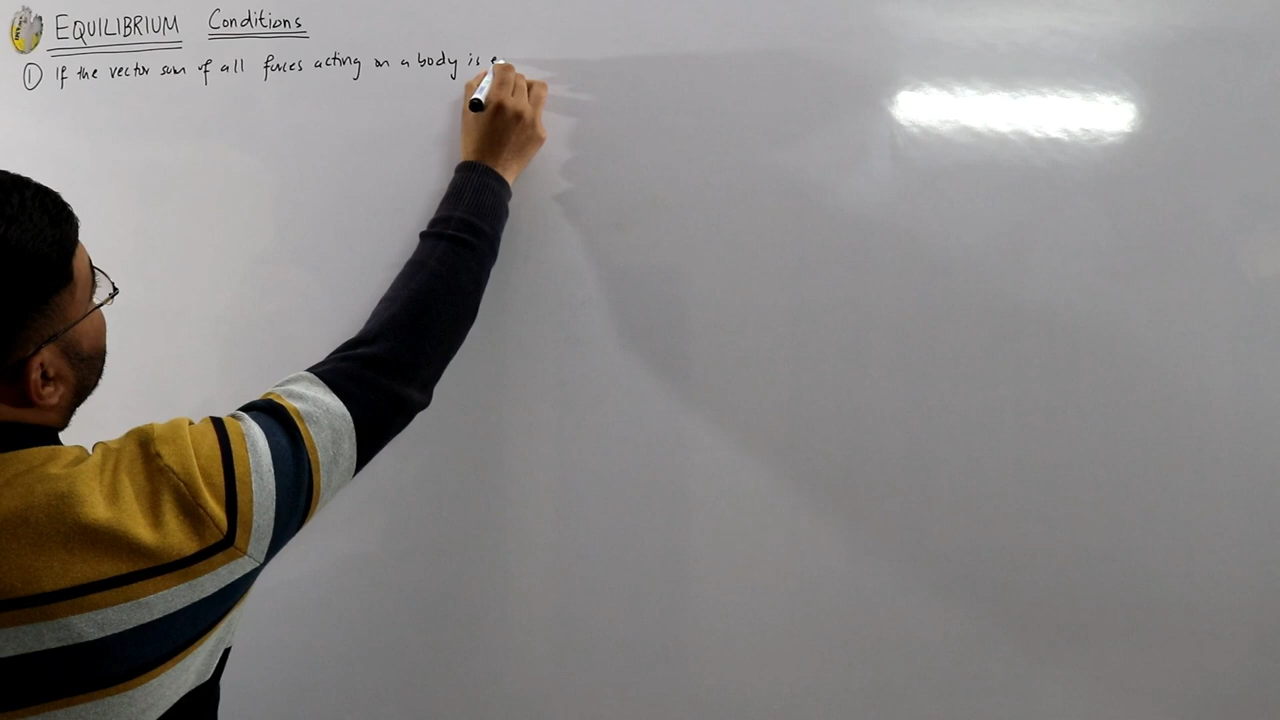 EQUILIBRIUM Conditions
① If the vector sum of all forces acting on a body is